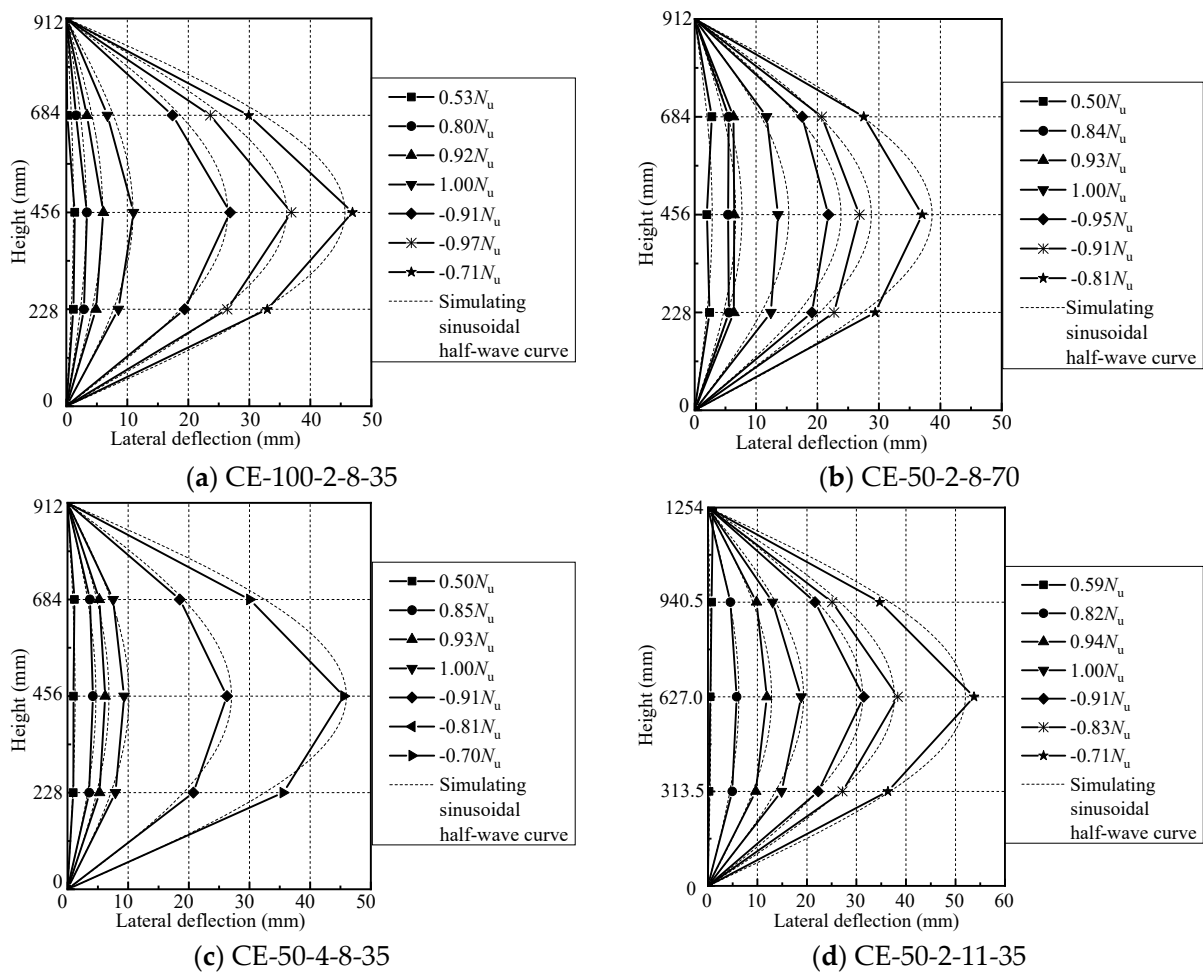 912
684
456
228
0
Height (mm)
0 10 20 30 40 50
Lateral deflection (mm)
0.53Nu
0.80Nu
0.92Nu
1.00Nu
-0.91Nu
-0.97Nu
-0.71Nu
Simulating
sinusoidal
half-wave curve
(a) CE-100-2-8-35
912
684
456
228
0
Height (mm)
0 10 20 30 40 50
Lateral deflection (mm)
0.50Nu
0.84Nu
0.93Nu
1.00Nu
-0.95Nu
-0.91Nu
-0.81Nu
Simulating
sinusoidal
half-wave curve
(b) CE-50-2-8-70
912
684
456
228
0
Height (mm)
0 10 20 30 40 50
Lateral deflection (mm)
0.50Nu
0.85Nu
0.93Nu
1.00Nu
-0.91Nu
-0.81Nu
-0.70Nu
Simulating
sinusoidal
half-wave curve
(c) CE-50-4-8-35
1254
940.5
627.0
313.5
0
Height (mm)
0 10 20 30 40 50 60
Lateral deflection (mm)
0.59Nu
0.82Nu
0.94Nu
1.00Nu
-0.91Nu
-0.83Nu
-0.71Nu
Simulating
sinusoidal
half-wave curve
(d) CE-50-2-11-35